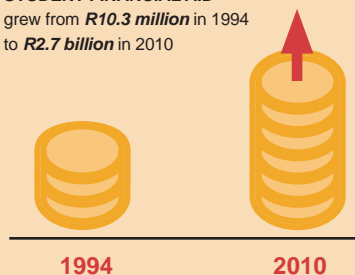 STUDENT FINANCIAL AID
grew from R10.3 million in 1994
to R2.7 billion in 2010
1994
2010